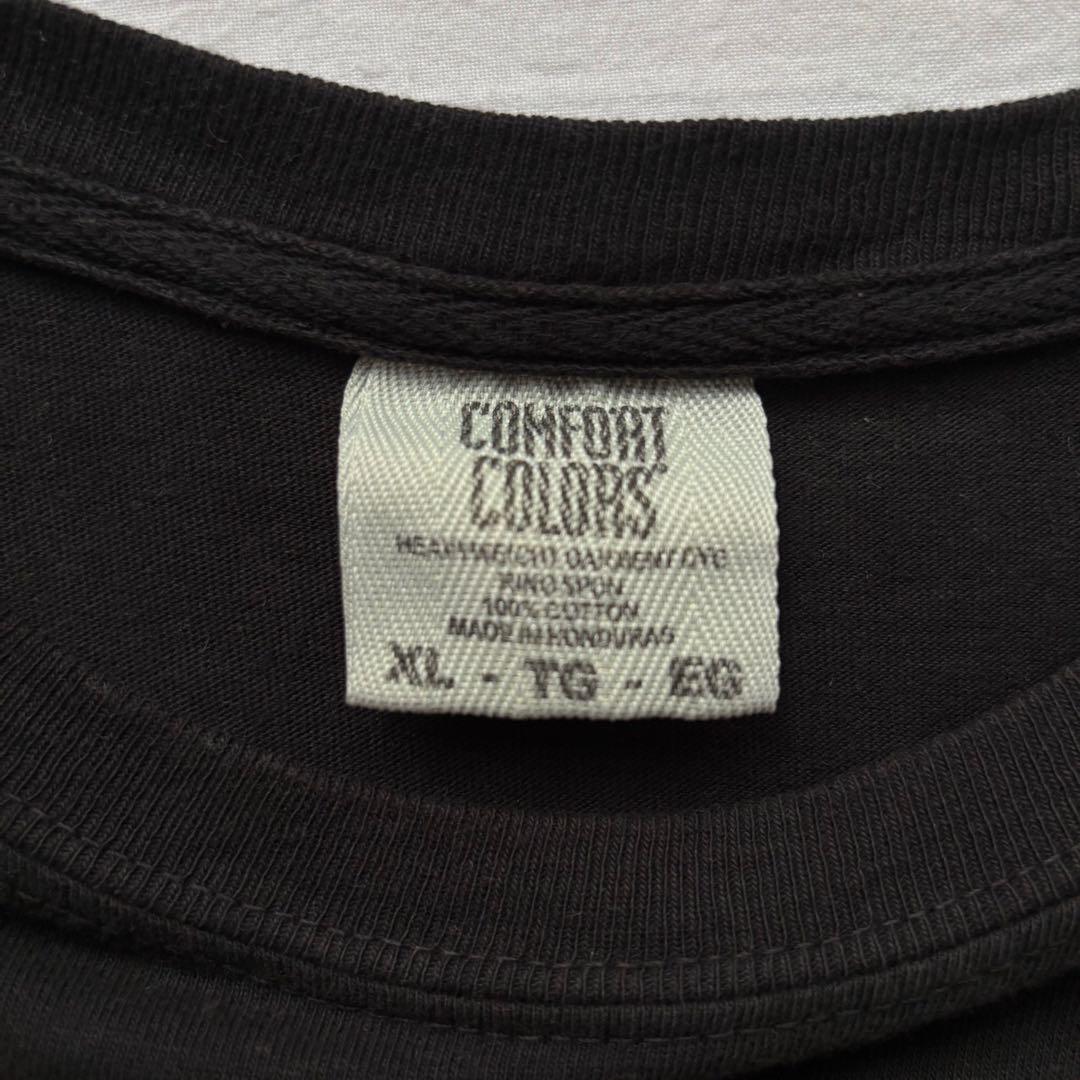 COMFORT
COLORS®
HEAVYWEIGHT GARMENT DYE
RING SPUN
100% COTTON
MADE IN HONDURAS
XL - TG - EG